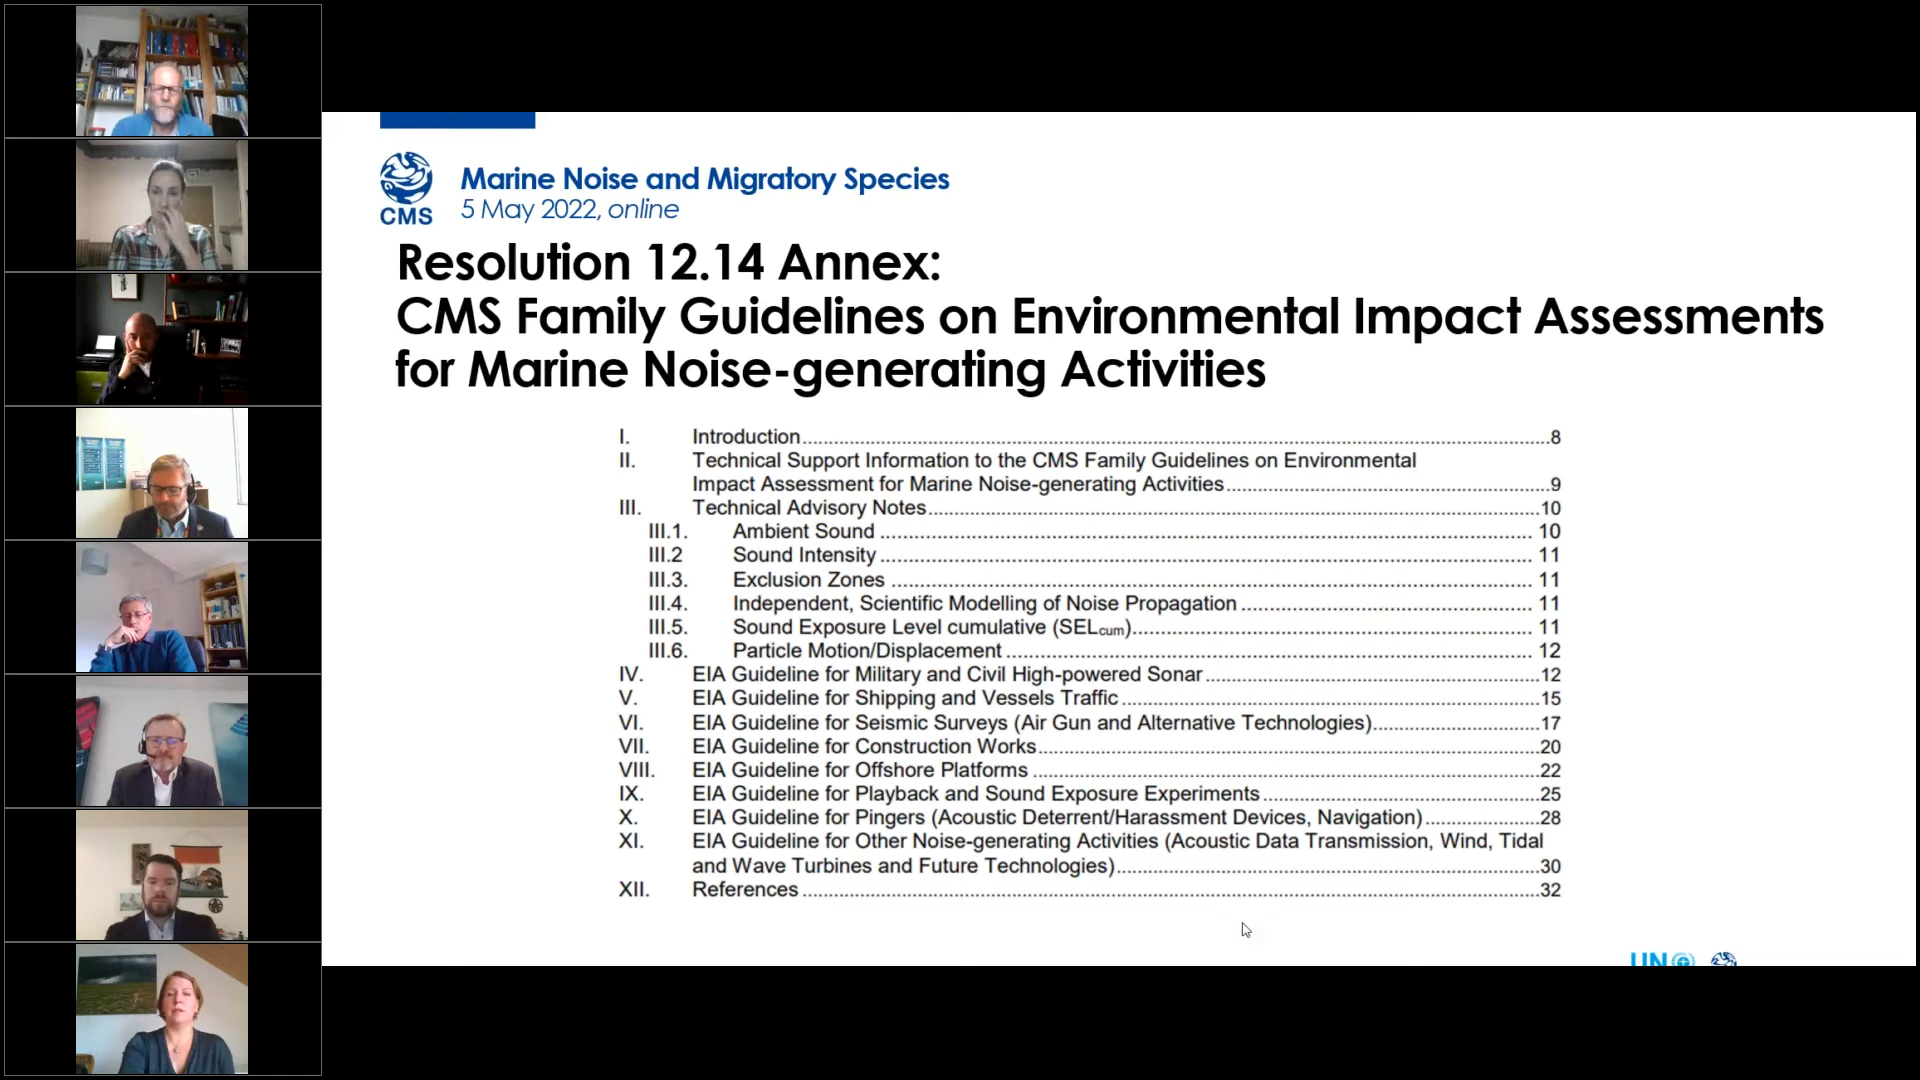 CMS
Marine Noise and Migratory Species
5 May 2022, online
Resolution 12.14 Annex:
CMS Family Guidelines on Environmental Impact Assessments
for Marine Noise-generating Activities
I. Introduction 8
II. Technical Support Information to the CMS Family Guidelines on Environmental
Impact Assessment for Marine Noise-generating Activities 9
III. Technical Advisory Notes 10
III.1. Ambient Sound 10
III.2 Sound Intensity 11
III.3. Exclusion Zones 11
III.4. Independent, Scientific Modelling of Noise Propagation 11
III.5. Sound Exposure Level cumulative (SELcum) 11
III.6. Particle Motion/Displacement 12
IV. EIA Guideline for Military and Civil High-powered Sonar 12
V. EIA Guideline for Shipping and Vessels Traffic 15
VI. EIA Guideline for Seismic Surveys (Air Gun and Alternative Technologies) 17
VII. EIA Guideline for Construction Works 20
VIII. EIA Guideline for Offshore Platforms 22
IX. EIA Guideline for Playback and Sound Exposure Experiments 25
X. EIA Guideline for Pingers (Acoustic Deterrent/Harassment Devices, Navigation) 28
XI. EIA Guideline for Other Noise-generating Activities (Acoustic Data Transmission, Wind, Tidal
and Wave Turbines and Future Technologies) 30
XII. References 32
UN